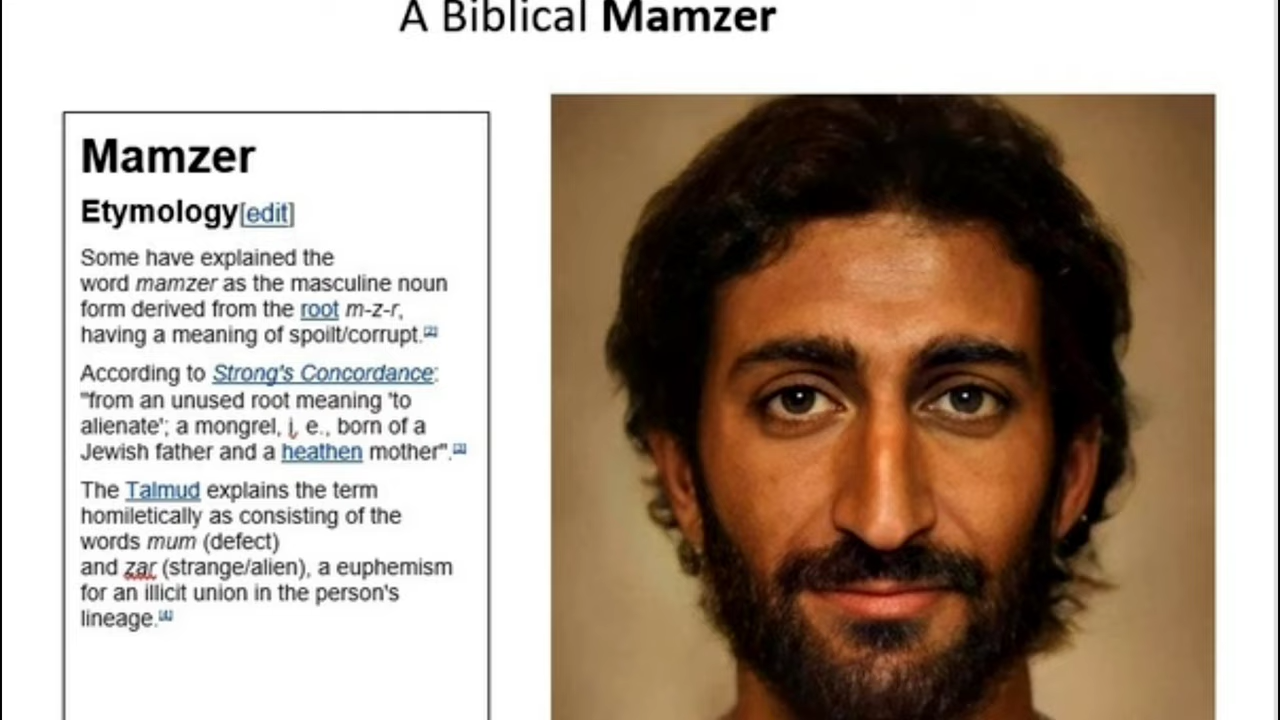 A Biblical Mamzer
Mamzer
Etymology[edit]
Some have explained the
word mamzer as the masculine noun
form derived from the root m-z-r,
having a meaning of spoilt/corrupt.[2]
According to Strong's Concordance:
"from an unused root meaning 'to
alienate'; a mongrel, i. e., born of a
Jewish father and a heathen mother".[3]
The Talmud explains the term
homiletically as consisting of the
words mum (defect)
and zar (strange/alien), a euphemism
for an illicit union in the person's
lineage.[4]